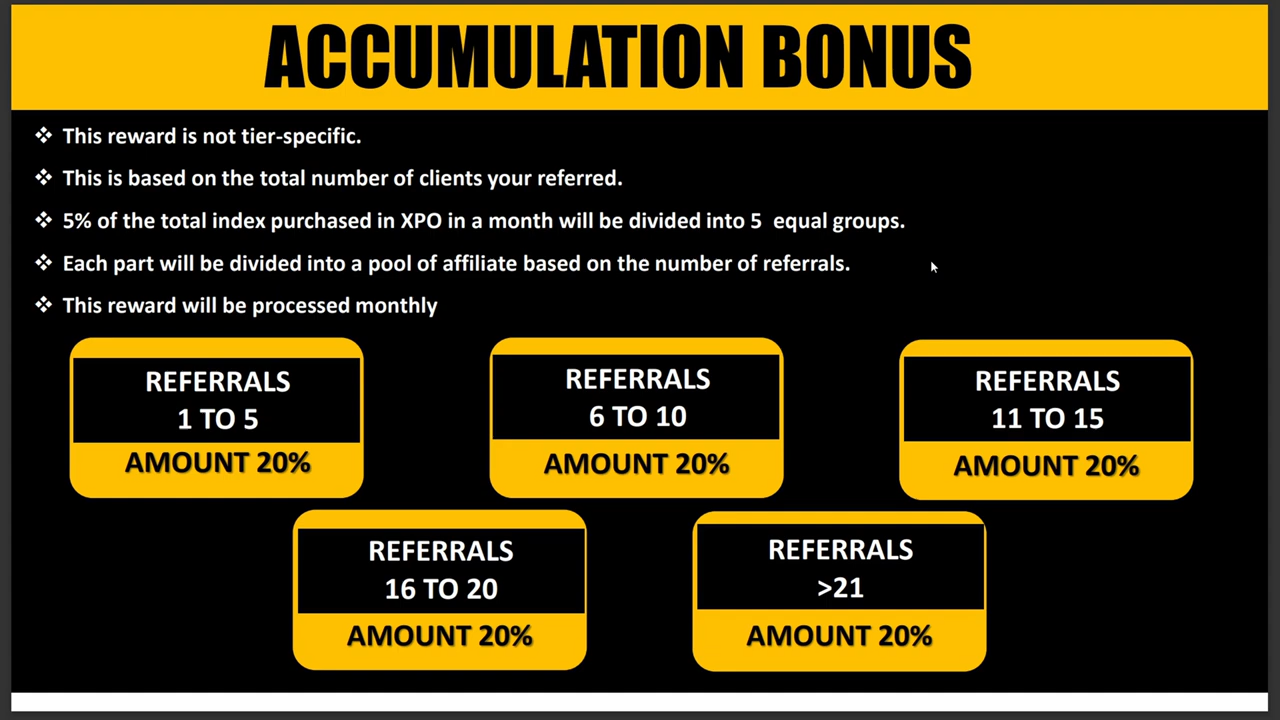 ACCUMULATION BONUS
❖ This reward is not tier-specific.
❖ This is based on the total number of clients your referred.
❖ 5% of the total index purchased in XPO in a month will be divided into 5 equal groups.
❖ Each part will be divided into a pool of affiliate based on the number of referrals.
❖ This reward will be processed monthly
REFERRALS
1 TO 5
AMOUNT 20%
REFERRALS
6 TO 10
AMOUNT 20%
REFERRALS
11 TO 15
AMOUNT 20%
REFERRALS
16 TO 20
AMOUNT 20%
REFERRALS
>21
AMOUNT 20%